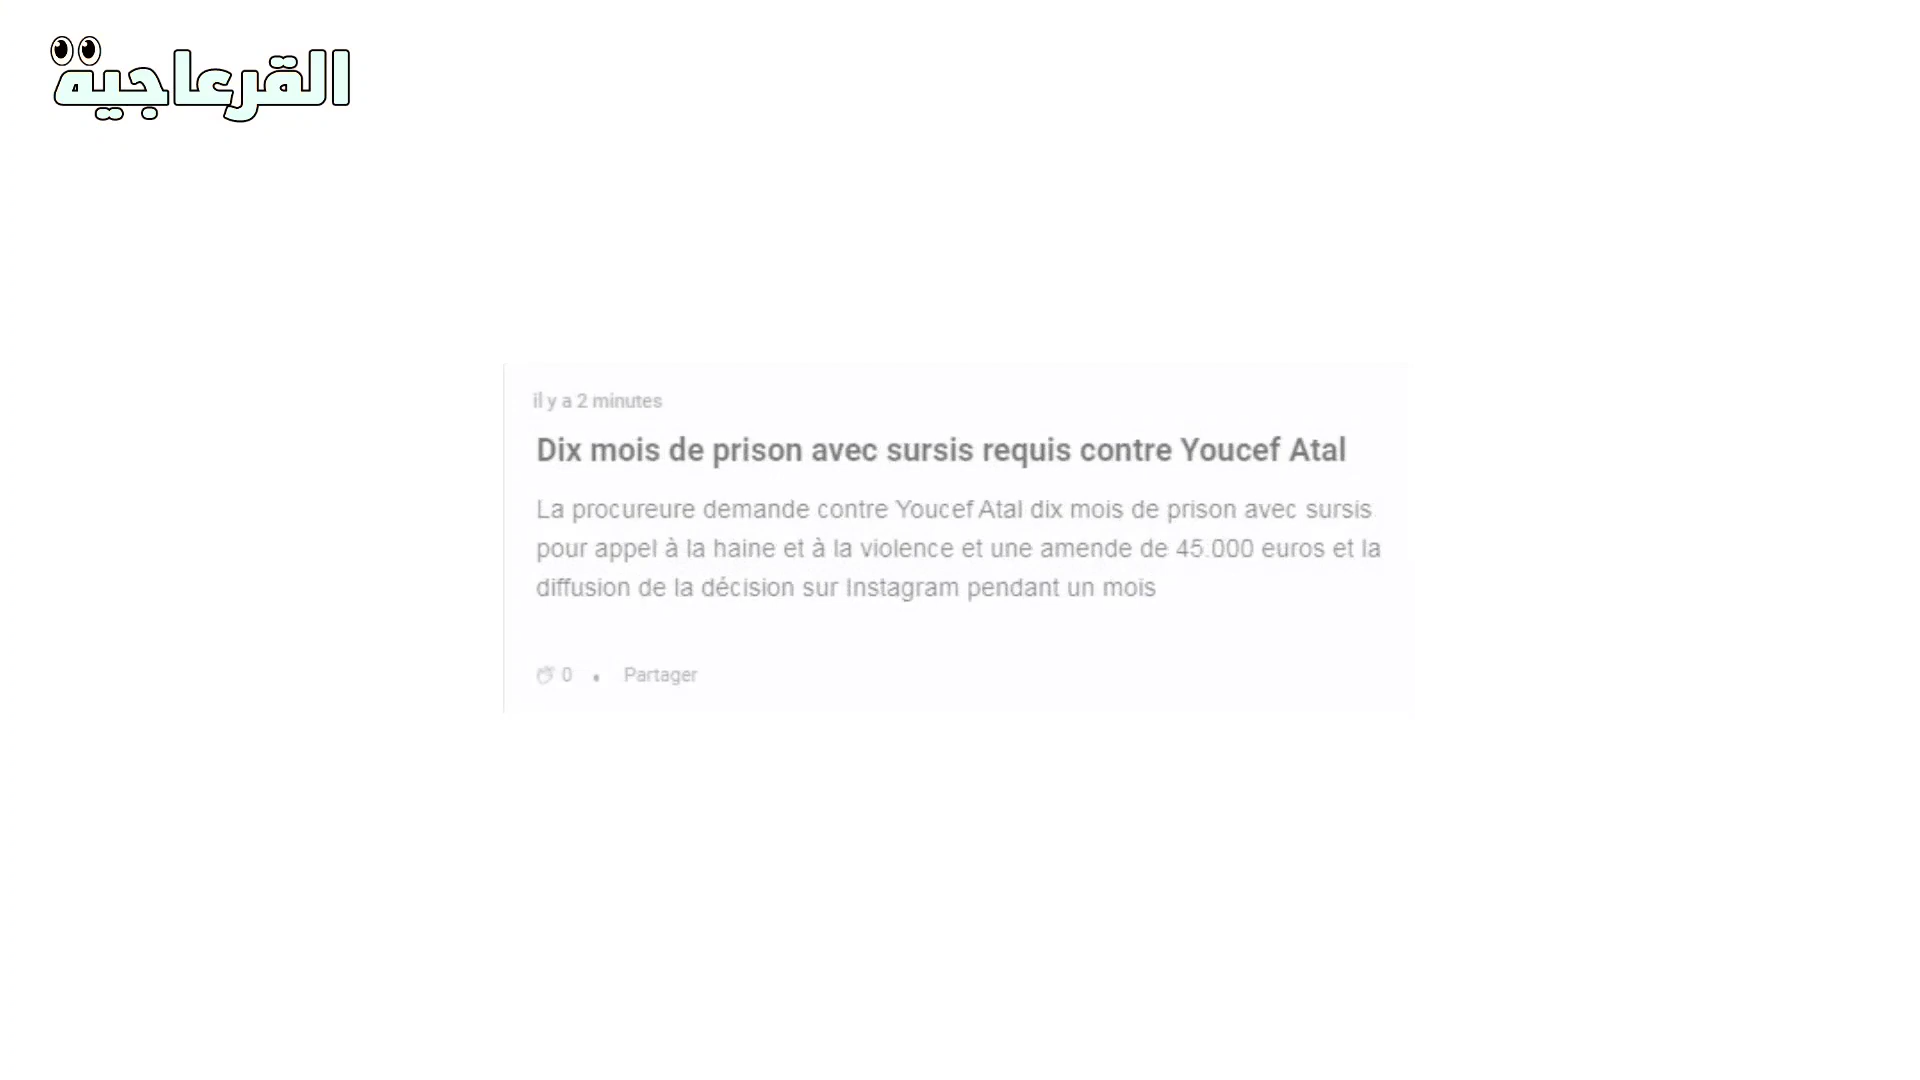 القرعاجية
il y a 2 minutes
Dix mois de prison avec sursis requis contre Youcef Atal
La procureure demande contre Youcef Atal dix mois de prison avec sursis
pour appel à la haine et à la violence et une amende de 45.000 euros et la
diffusion de la décision sur Instagram pendant un mois
0 • Partager